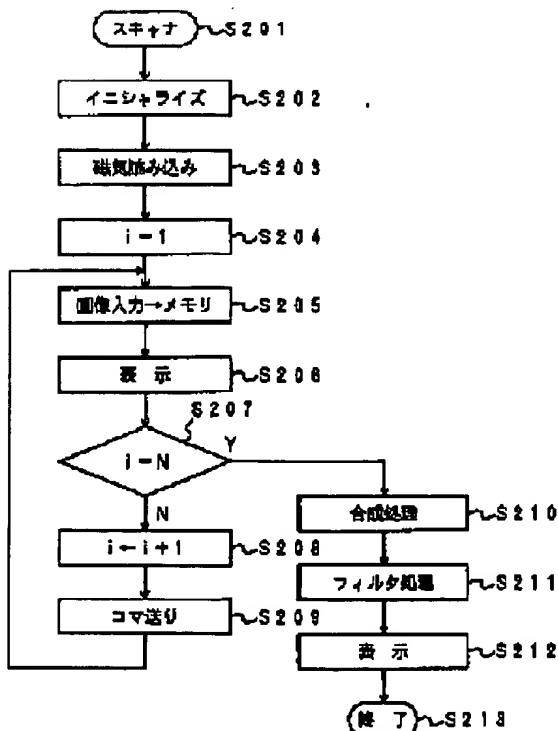 スキャナ S201
イニシャライズ S202
磁気読み込み S203
i=1 S204
画像入力→メモリ S205
表 示 S206
S207
i=N
Y
N
i←i+1 S208
コマ送り S209
合成処理 S210
フィルタ処理 S211
表 示 S212
終 了 S213